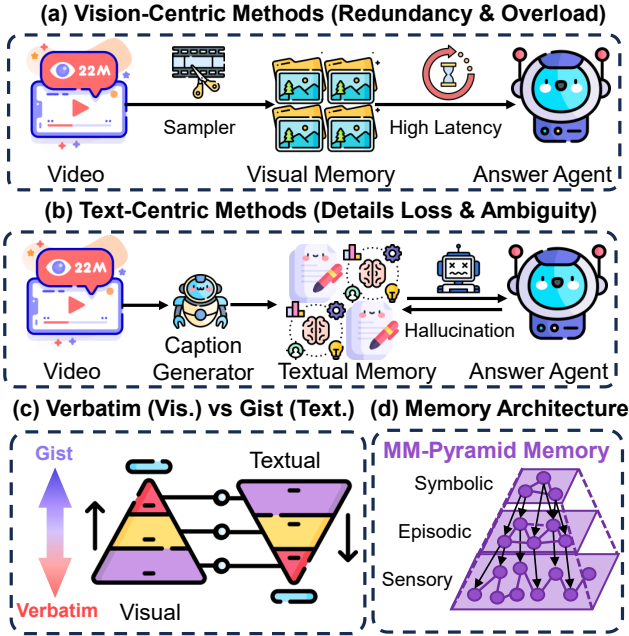 (a) Vision-Centric Methods (Redundancy & Overload)
22M
Sampler
High Latency
Video
Visual Memory
Answer Agent
(b) Text-Centric Methods (Details Loss & Ambiguity)
22M
Hallucination
Caption
Generator
Video
Textual Memory
Answer Agent
(c) Verbatim (Vis.) vs Gist (Text.)
Gist
Textual
Verbatim
Visual
(d) Memory Architecture
MM-Pyramid Memory
Symbolic
Episodic
Sensory